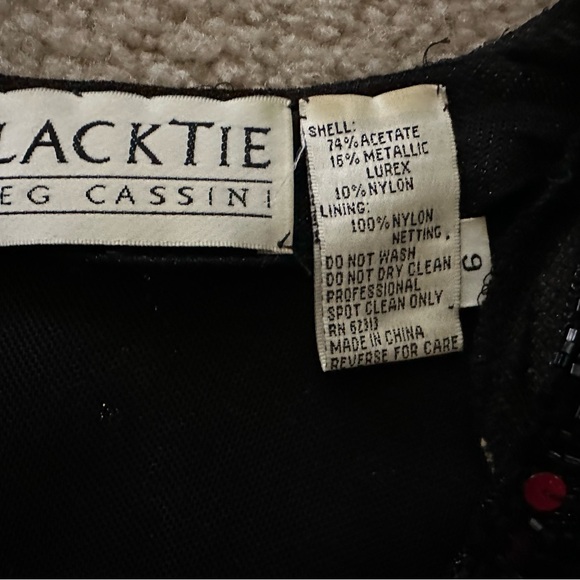 LACKTIE
EG CASSINI
SHELL:
74% ACETATE
16% METALLIC
LUREX
10% NYLON
LINING:
100% NYLON
NETTING.
DO NOT WASH
DO NOT DRY CLEAN
PROFESSIONAL
SPOT CLEAN ONLY
RN 62313
MADE IN CHINA
REVERSE FOR CARE
6